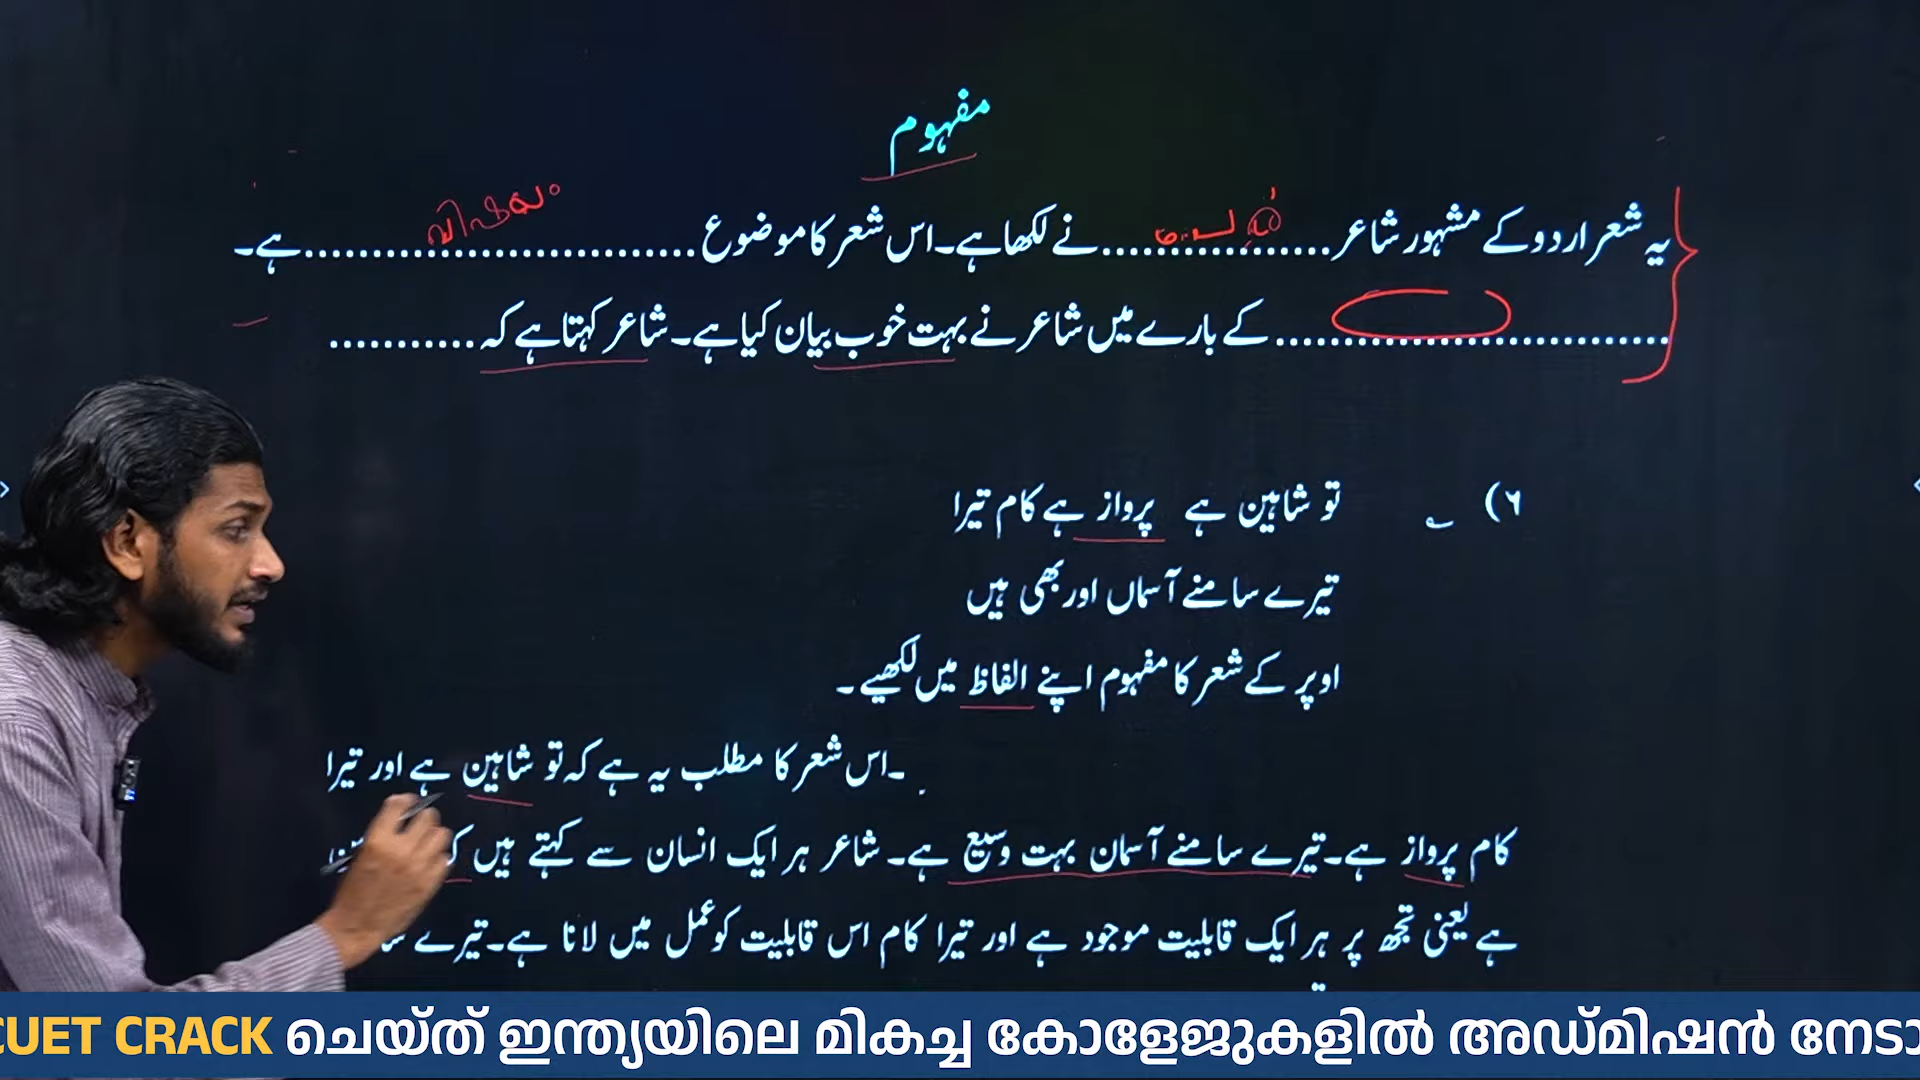 مفہوم
یہ شعر اردو کے مشہور شاعر .................... نے لکھا ہے۔ اس شعر کا موضوع .................................. ہے۔
വിഷയം
.................................. کے بارے میں شاعر نے بہت خوب بیان کیا ہے۔ شاعر کہتا ہے کہ ............
۶) ؎ تو شاہین ہے پرواز ہے کام تیرا
تیرے سامنے آسماں اور بھی ہیں
اوپر کے شعر کا مفہوم اپنے الفاظ میں لکھیے۔
۔اس شعر کا مطلب یہ ہے کہ تو شاہین ہے اور تیرا
کام پرواز ہے۔تیرے سامنے آسمان بہت وسیع ہے۔ شاعر ہر ایک انسان سے کہتے ہیں
ہے یعنی تجھ پر ہر ایک قابلیت موجود ہے اور تیرا کام اس قابلیت کو عمل میں لانا ہے۔تیرے
CUET CRACK ചെയ്ത് ഇന്ത്യയിലെ മികച്ച കോളേജുകളിൽ അഡ്മിഷൻ നേടാ